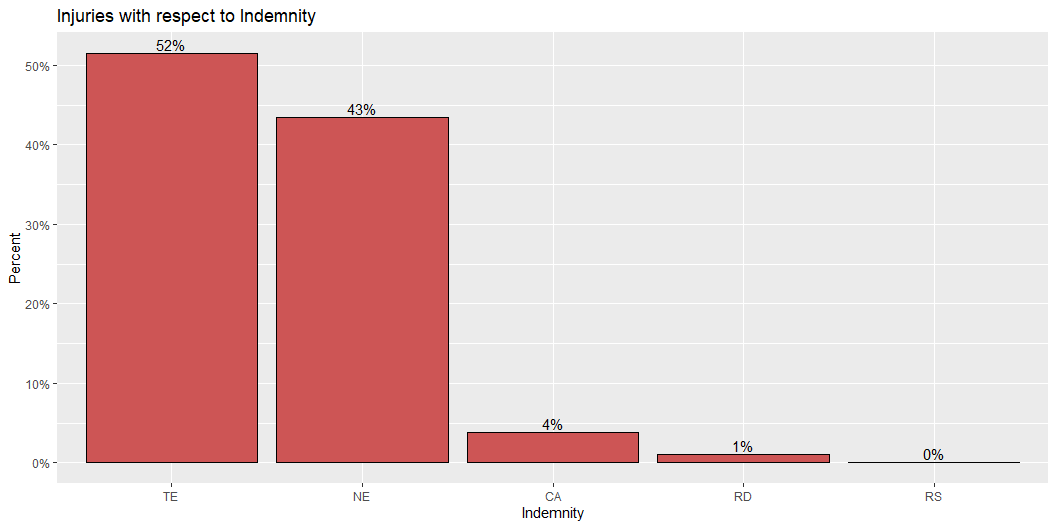 Injuries with respect to Indemnity
52%
43%
4%
1%
0%
50%
40%
30%
20%
10%
0%
Percent
TE NE CA RD RS
Indemnity